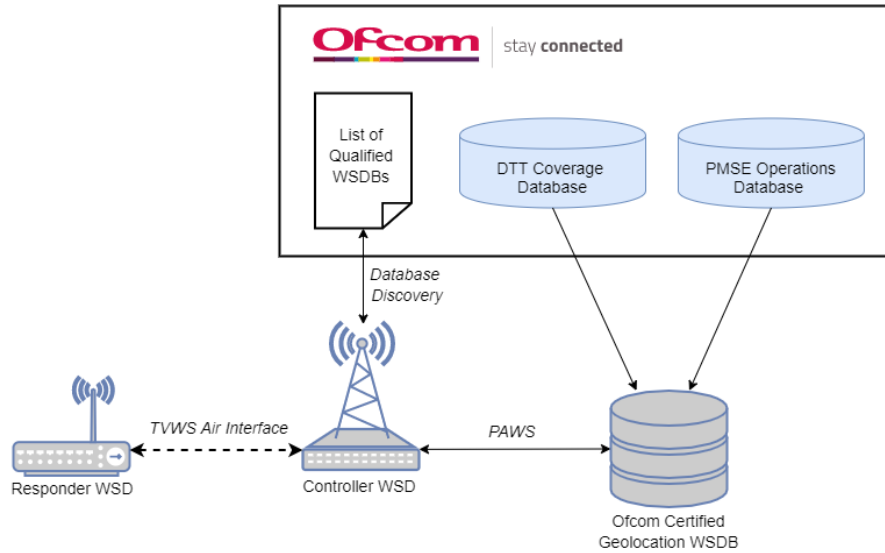 Ofcom
stay connected
List of
Qualified
WSDBs
DTT Coverage
Database
PMSE Operations
Database
Database
Discovery
TVWS Air Interface
PAWS
Responder WSD
Controller WSD
Ofcom Certified
Geolocation WSDB